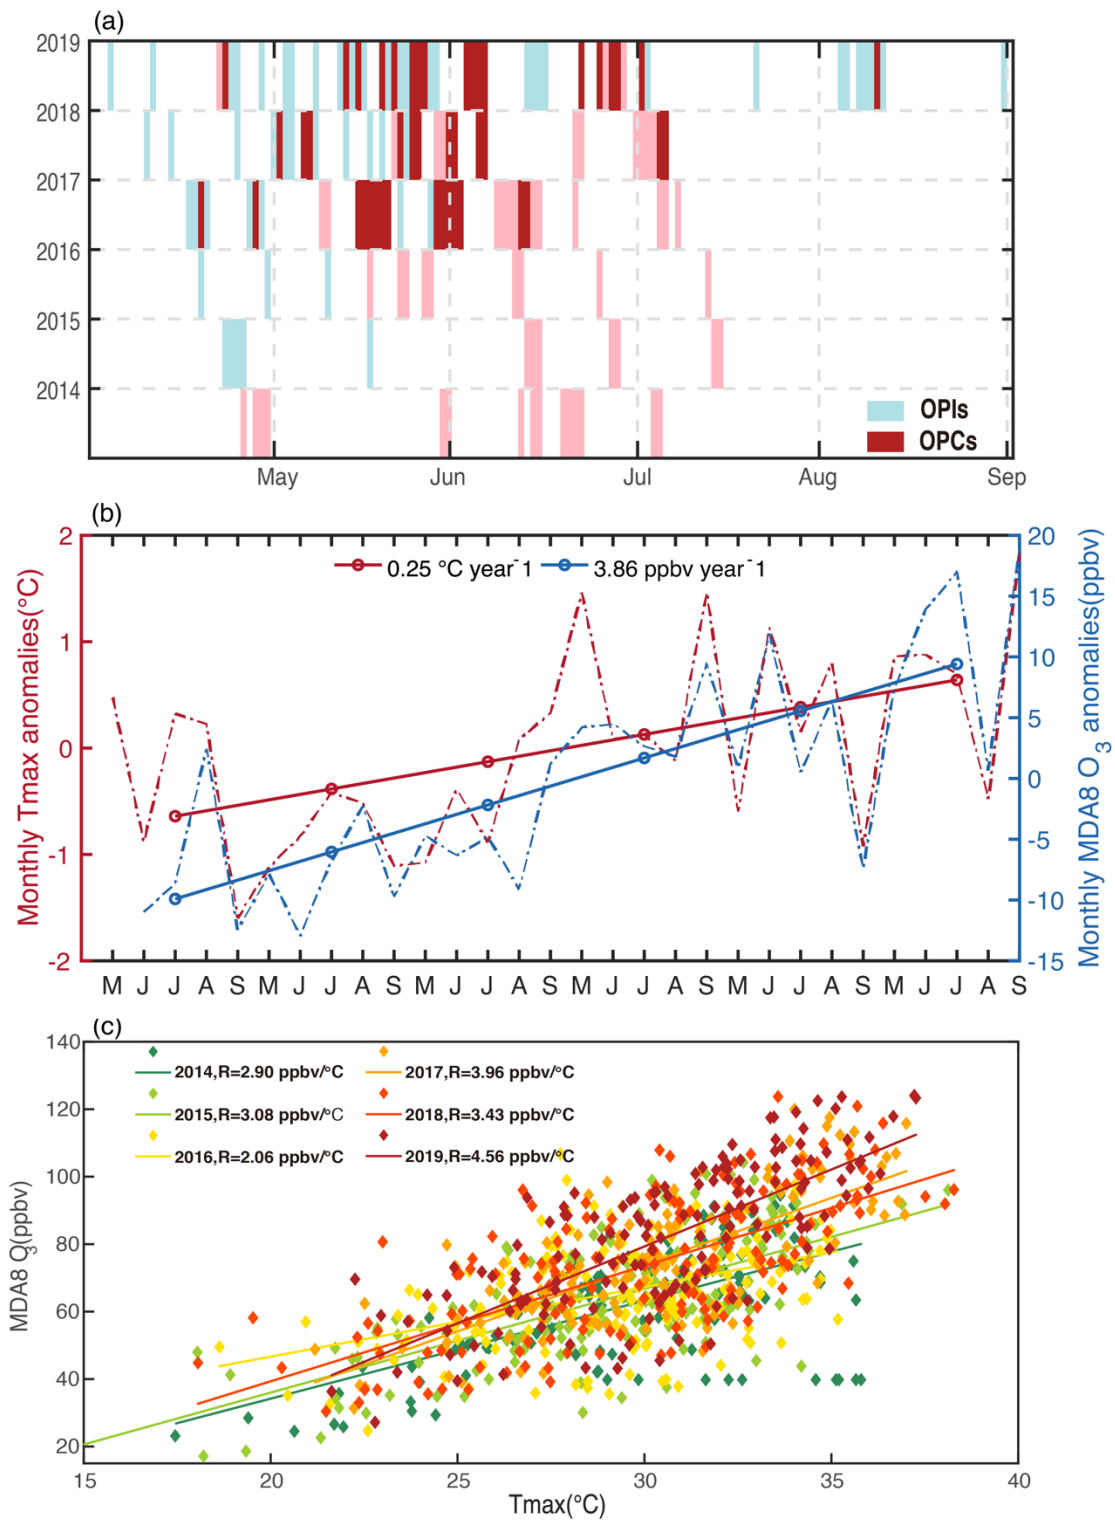 (a)
2019
2018
2017
2016
2015
2014
OPIs
OPCs
May Jun Jul Aug Sep
(b)
Monthly Tmax anomalies(°C)
2
1
0
-1
-2
0.25 °C year-1 3.86 ppbv year-1
20
15
10
5
0
-5
-10
-15
Monthly MDA8 O3 anomalies(ppbv)
M J J A S M J J A S M J J A S M J J A S M J J A S M J J A S
(c)
MDA8 O3(ppbv)
140
120
100
80
60
40
20
2014,R=2.90 ppbv/°C 2017,R=3.96 ppbv/°C
2015,R=3.08 ppbv/°C 2018,R=3.43 ppbv/°C
2016,R=2.06 ppbv/°C 2019,R=4.56 ppbv/°C
15 20 25 30 35 40
Tmax(°C)